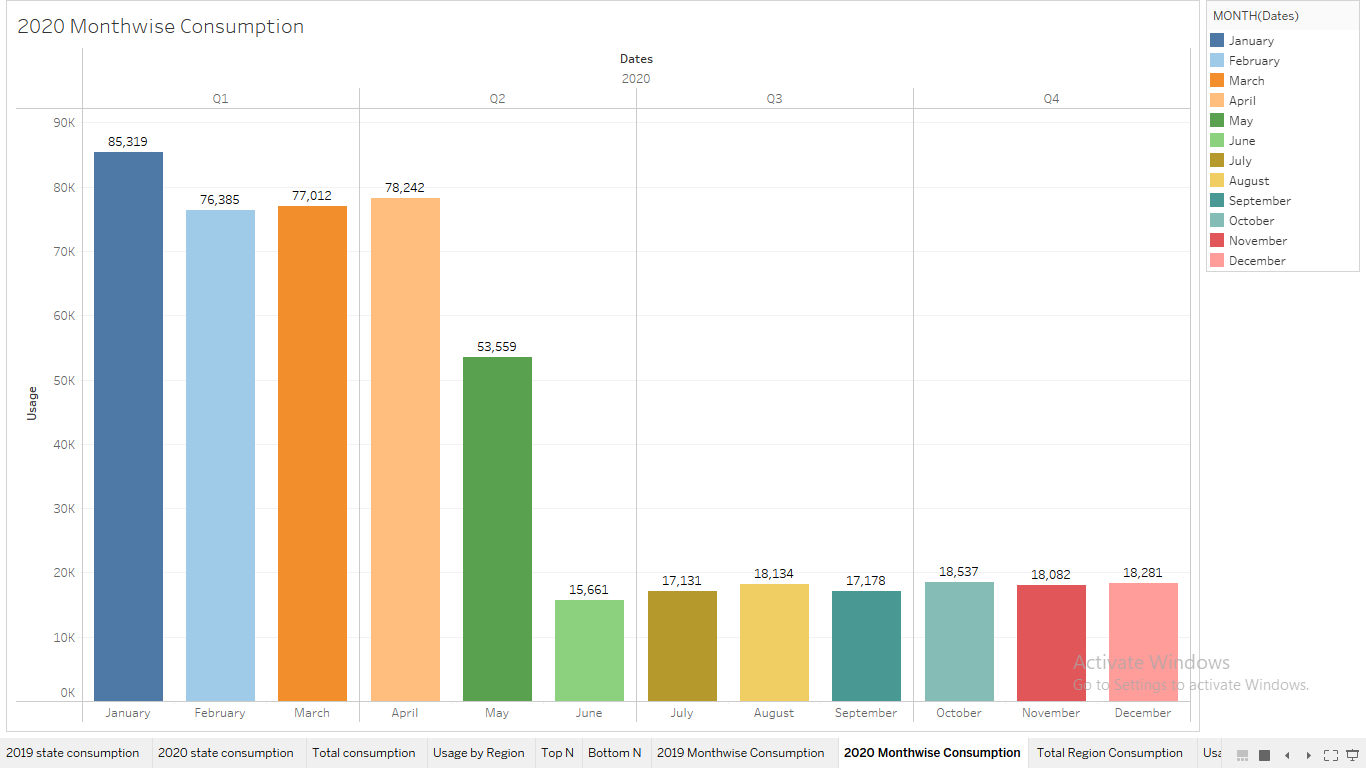 2020 Monthwise Consumption
Dates
2020
Q1 Q2 Q3 Q4
90K
80K
70K
60K
50K
40K
30K
20K
10K
0K
Usage
85,319
76,385
77,012
78,242
53,559
15,661
17,131
18,134
17,178
18,537
18,082
18,281
January February March April May June July August September October November December
MONTH(Dates)
January
February
March
April
May
June
July
August
September
October
November
December
Activate Windows
Go to Settings to activate Windows.
2019 state consumption 2020 state consumption Total consumption Usage by Region Top N Bottom N 2019 Monthwise Consumption 2020 Monthwise Consumption Total Region Consumption